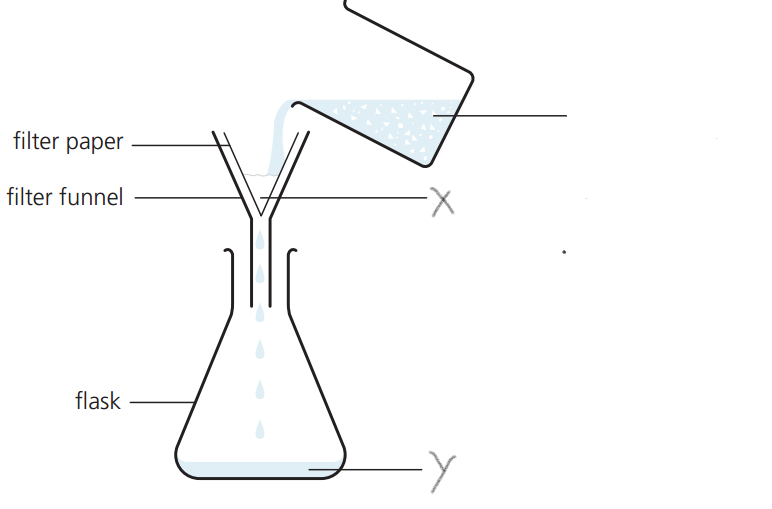 filter paper
filter funnel
X
flask
Y